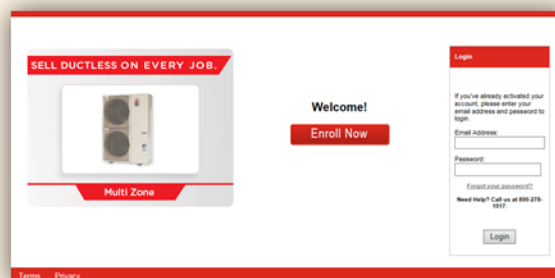 SELL DUCTLESS ON EVERY JOB.
Multi Zone
Welcome!
Enroll Now
Login
If you've already activated your
account, please enter your
email address and password to
login.
Email Address:
Password:
Forgot your password?
Need Help? Call us at 800-278-
1517.
Login
Terms Privacy